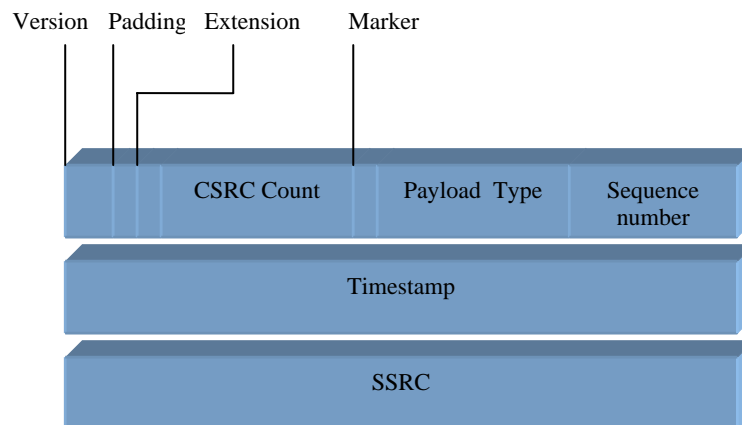 Version Padding Extension Marker
CSRC Count Payload Type Sequence
number
Timestamp
SSRC